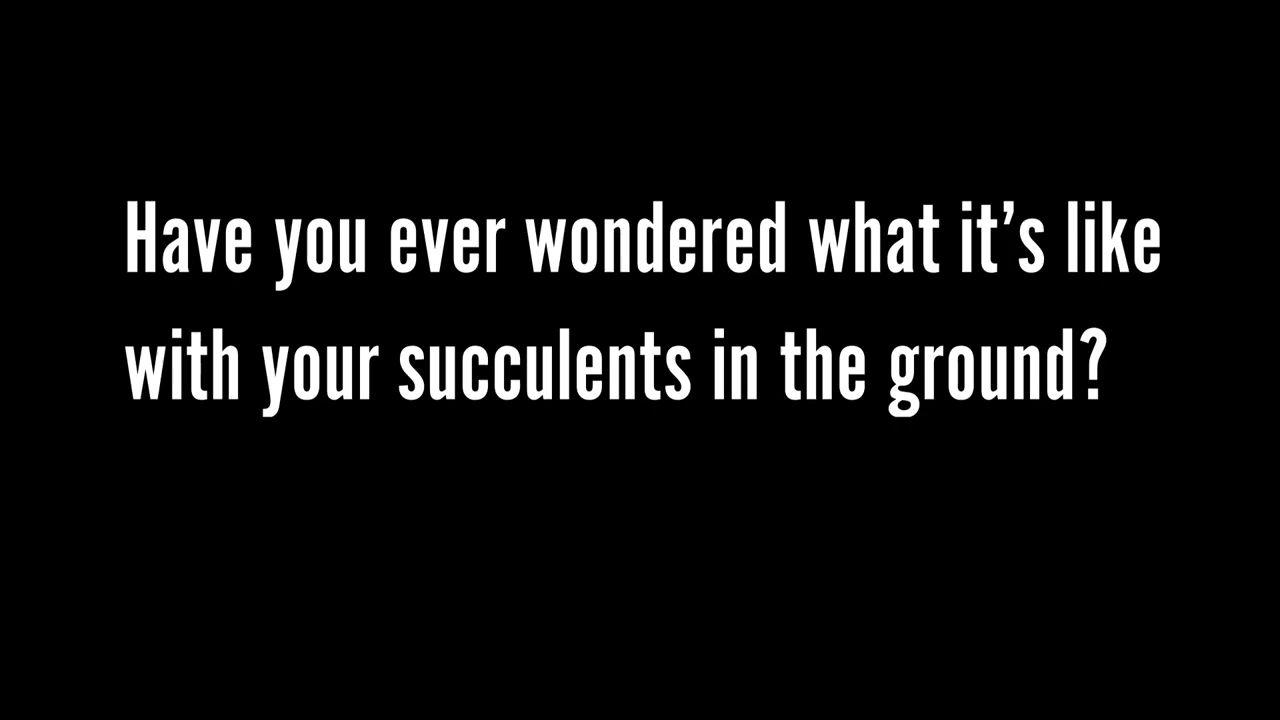 Have you ever wondered what it’s like
with your succulents in the ground?